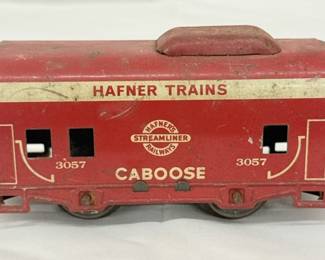 HAFNER TRAINS
HAFNER'S
STREAMLINER
RAILWAYS
3057
3057
CABOOSE